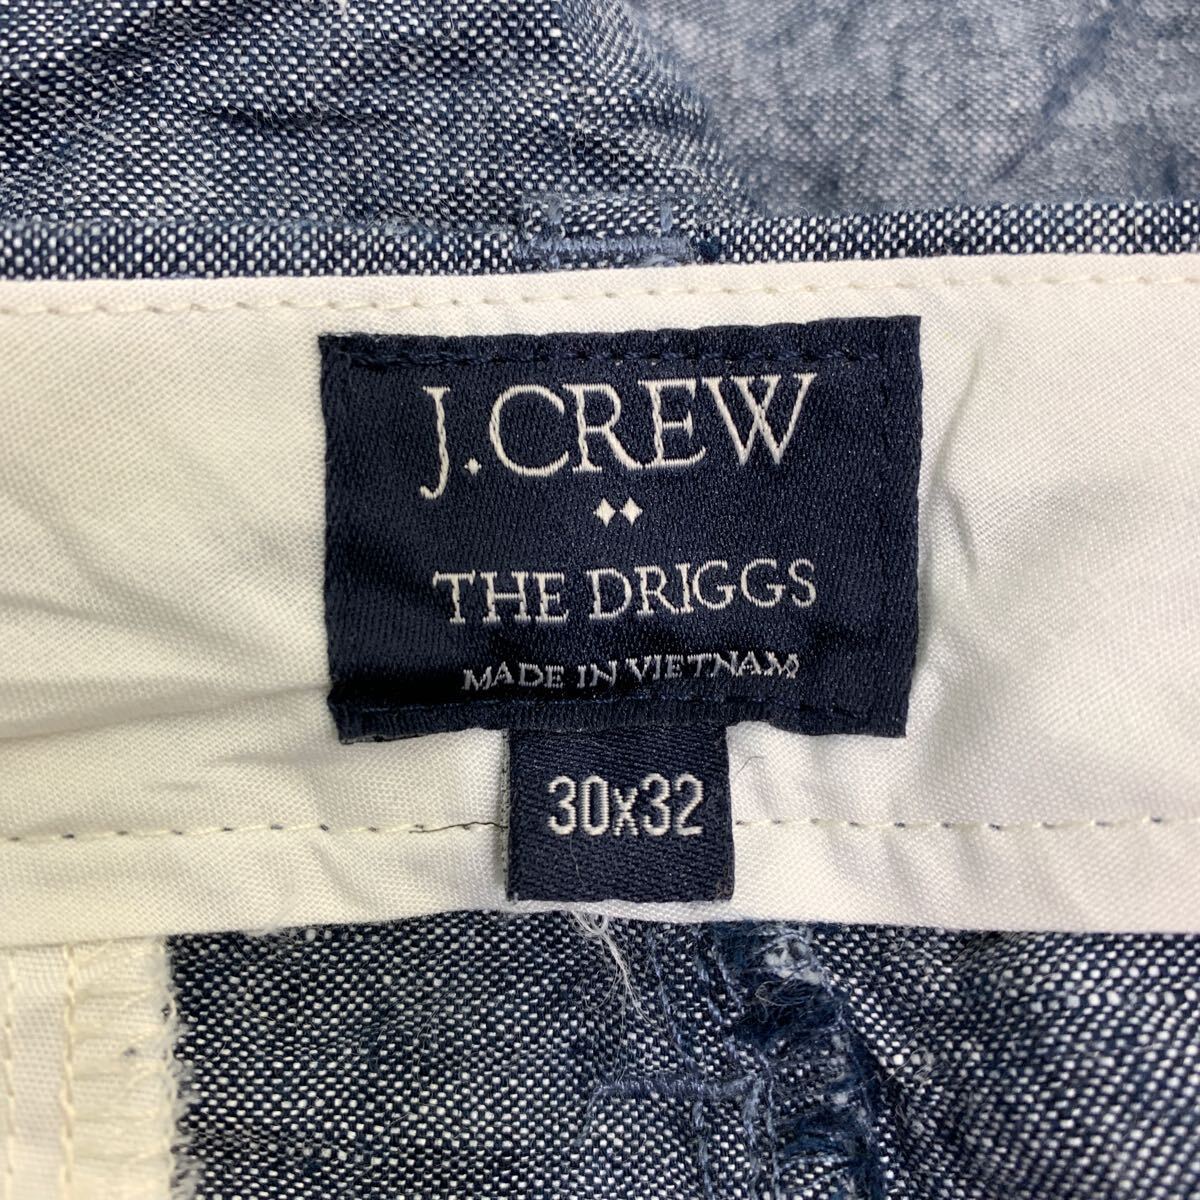 J.CREW
THE DRIGGS
MADE IN VIETNAM
30x32